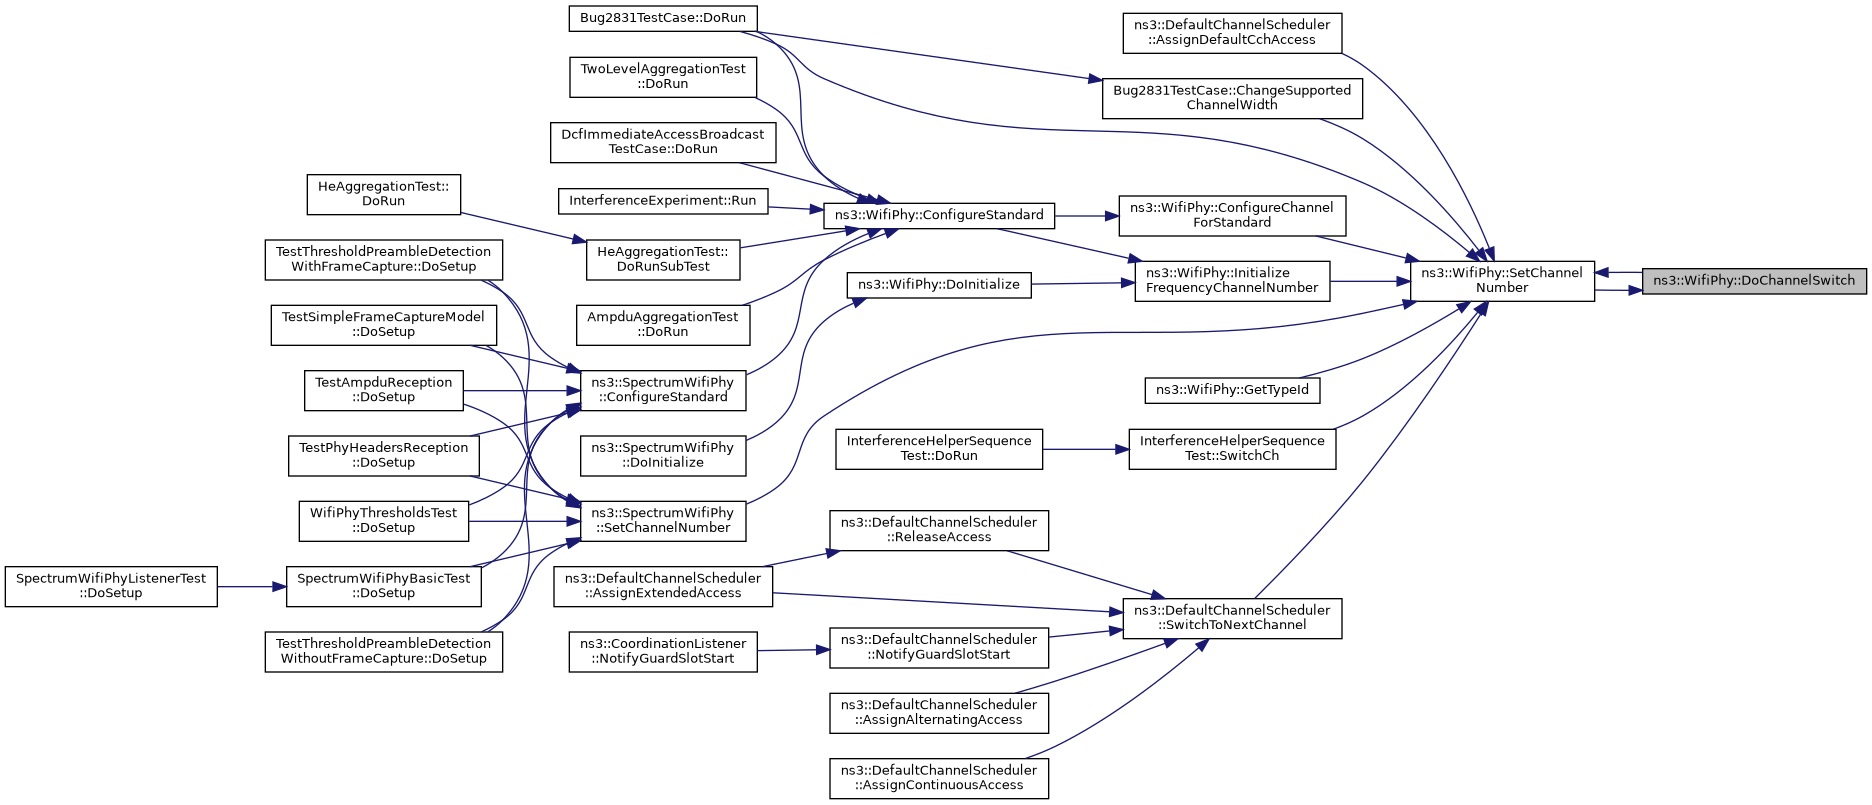 Bug2831TestCase::DoRun
ns3::DefaultChannelScheduler
::AssignDefaultCchAccess
TwoLevelAggregationTest
::DoRun
Bug2831TestCase::ChangeSupported
ChannelWidth
DcfImmediateAccessBroadcast
TestCase::DoRun
HeAggregationTest::
DoRun
InterferenceExperiment::Run
ns3::WifiPhy::ConfigureStandard
ns3::WifiPhy::ConfigureChannel
ForStandard
TestThresholdPreambleDetection
WithFrameCapture::DoSetup
HeAggregationTest::
DoRunSubTest
ns3::WifiPhy::DoInitialize
ns3::WifiPhy::Initialize
FrequencyChannelNumber
ns3::WifiPhy::SetChannel
Number
ns3::WifiPhy::DoChannelSwitch
TestSimpleFrameCaptureModel
::DoSetup
AmpduAggregationTest
::DoRun
TestAmpduReception
::DoSetup
ns3::SpectrumWifiPhy
::ConfigureStandard
ns3::WifiPhy::GetTypeId
TestPhyHeadersReception
::DoSetup
ns3::SpectrumWifiPhy
::DoInitialize
InterferenceHelperSequence
Test::DoRun
InterferenceHelperSequence
Test::SwitchCh
WifiPhyThresholdsTest
::DoSetup
ns3::SpectrumWifiPhy
::SetChannelNumber
ns3::DefaultChannelScheduler
::ReleaseAccess
SpectrumWifiPhyListenerTest
::DoSetup
SpectrumWifiPhyBasicTest
::DoSetup
ns3::DefaultChannelScheduler
::AssignExtendedAccess
ns3::DefaultChannelScheduler
::SwitchToNextChannel
TestThresholdPreambleDetection
WithoutFrameCapture::DoSetup
ns3::CoordinationListener
::NotifyGuardSlotStart
ns3::DefaultChannelScheduler
::NotifyGuardSlotStart
ns3::DefaultChannelScheduler
::AssignAlternatingAccess
ns3::DefaultChannelScheduler
::AssignContinuousAccess